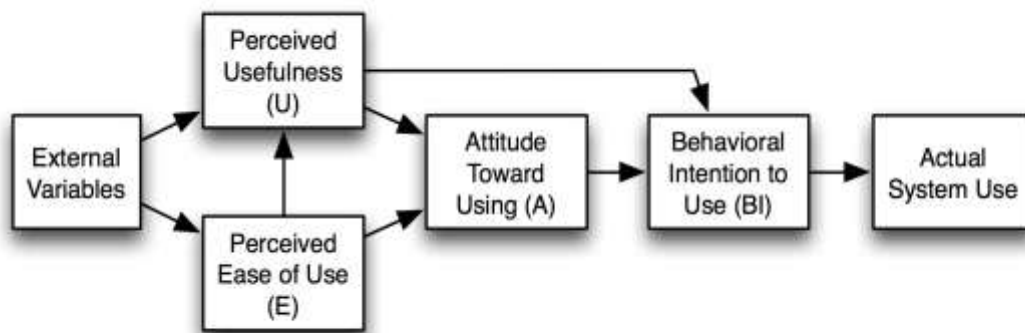 Perceived
Usefulness
(U)
External
Variables
Perceived
Ease of Use
(E)
Attitude
Toward
Using (A)
Behavioral
Intention to
Use (BI)
Actual
System Use